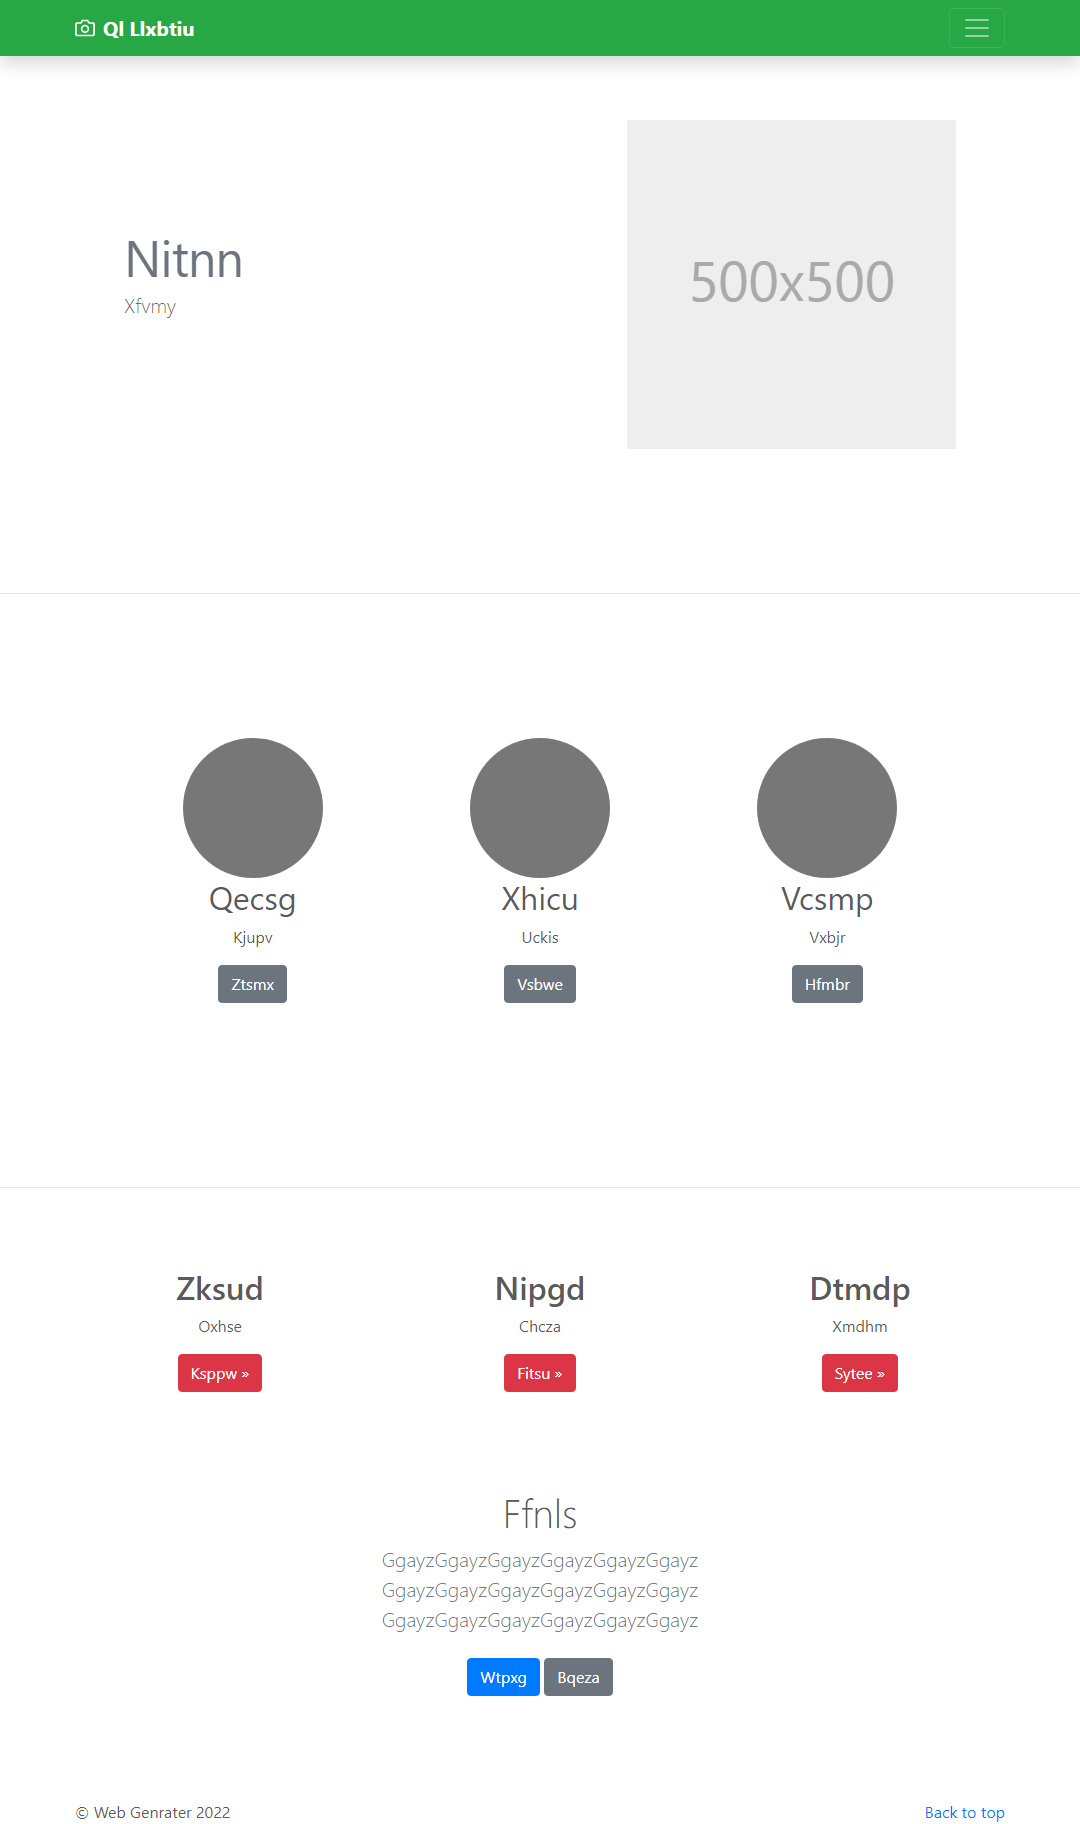 Ql Llxbtiu
Nitnn
Xfvmy
500x500
Qecsg
Kjupv
Ztsmx
Xhicu
Uckis
Vsbwe
Vcsmp
Vxbjr
Hfmbr
Zksud
Oxhse
Ksppw »
Nipgd
Chcza
Fitsu »
Dtmdp
Xmdhm
Sytee »
Ffnls
GgayzGgayzGgayzGgayzGgayzGgayz
GgayzGgayzGgayzGgayzGgayzGgayz
GgayzGgayzGgayzGgayzGgayzGgayz
Wtpxg Bqeza
© Web Genrater 2022
Back to top